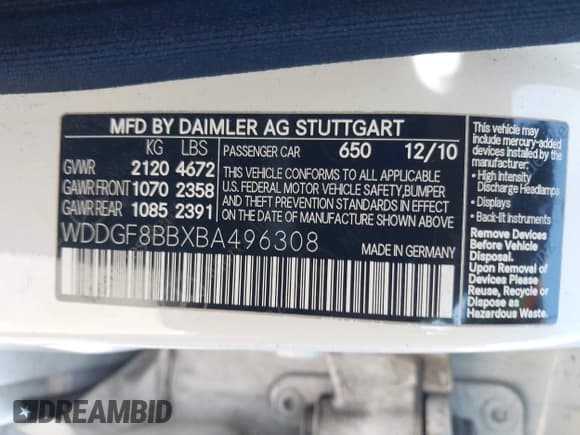 MFD BY DAIMLER AG STUTTGART
KG LBS
GVWR 2120 4672
GAWR FRONT 1070 2358
GAWR REAR 1085 2391
PASSENGER CAR 650 12/10
THIS VEHICLE CONFORMS TO ALL APPLICABLE
U.S. FEDERAL MOTOR VEHICLE SAFETY, BUMPER
AND THEFT PREVENTION STANDARDS IN EFFECT
ON THE DATE OF MANUFACTURE SHOWN ABOVE.
WDDGF8BBXBA496308
MADE IN GERMANY
This vehicle may
include mercury-added
devices installed by the
manufacturer:
• High Intensity
Discharge Headlamps
• Displays
• Back-lit Instruments
Remove Devices
Before Vehicle
Disposal.
Upon Removal
of Devices Please
Reuse, Recycle or
Dispose as
Hazardous Waste.
DREAMBID